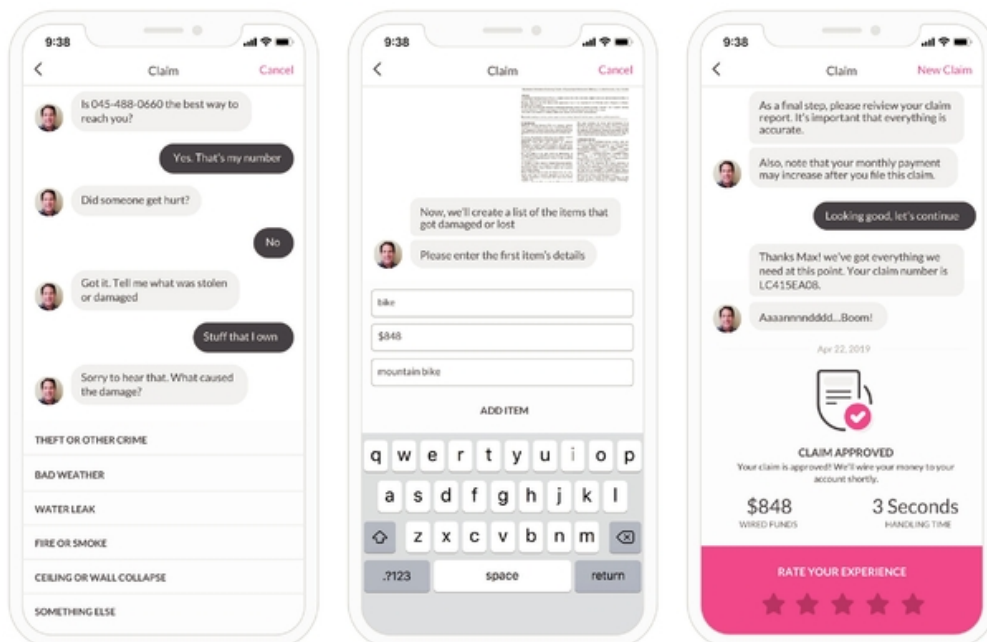 9:38
Claim
Cancel
Is 045-488-0660 the best way to
reach you?
Yes. That's my number
Did someone get hurt?
No
Got it. Tell me what was stolen
or damaged
Stuff that I own
Sorry to hear that. What caused
the damage?
THEFT OR OTHER CRIME
BAD WEATHER
WATER LEAK
FIRE OR SMOKE
CEILING OR WALL COLLAPSE
SOMETHING ELSE
9:38
Claim
Cancel
Now, we'll create a list of the items that
got damaged or lost
Please enter the first item's details
bike
$848
mountain bike
ADD ITEM
q w e r t y u i o p
a s d f g h j k l
z x c v b n m
.?123
space
return
9:38
Claim
New Claim
As a final step, please reiview your claim
report. It's important that everything is
accurate.
Also, note that your monthly payment
may increase after you file this claim.
Looking good, let's continue
Thanks Max! we've got everything we
need at this point. Your claim number is
LC415EA08.
Aaaannnndddd...Boom!
Apr 22, 2019
CLAIM APPROVED
Your claim is approved! We'll wire your money to your
account shortly.
$848
WIRED FUNDS
3 Seconds
HANDLING TIME
RATE YOUR EXPERIENCE